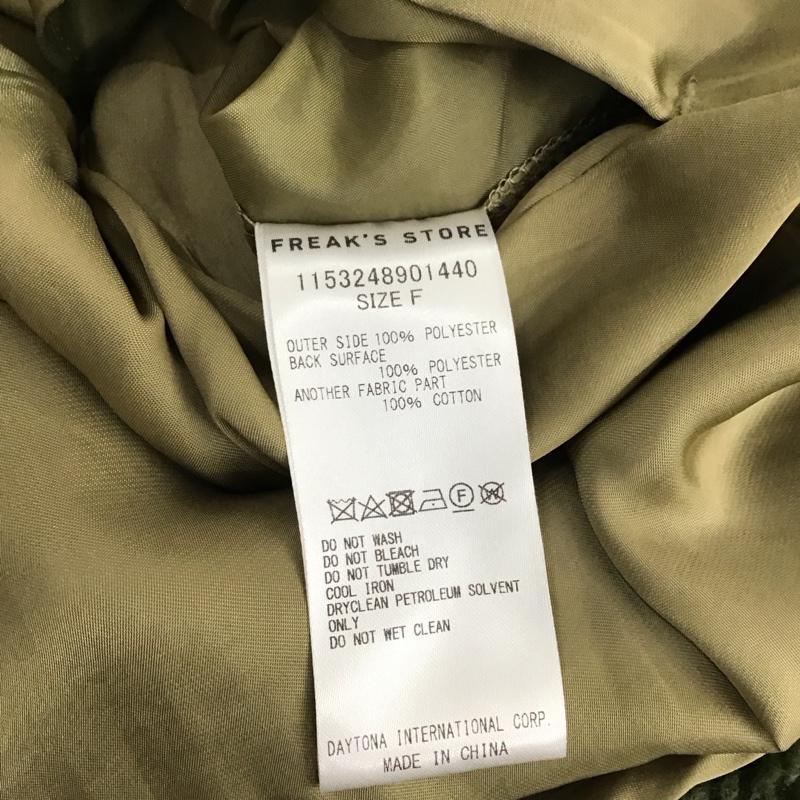 FREAK'S STORE
1153248901440
SIZE F
OUTER SIDE 100% POLYESTER
BACK SURFACE
100% POLYESTER
ANOTHER FABRIC PART
100% COTTON
F W
DO NOT WASH
DO NOT BLEACH
DO NOT TUMBLE DRY
COOL IRON
DRYCLEAN PETROLEUM SOLVENT
ONLY
DO NOT WET CLEAN
DAYTONA INTERNATIONAL CORP.
MADE IN CHINA